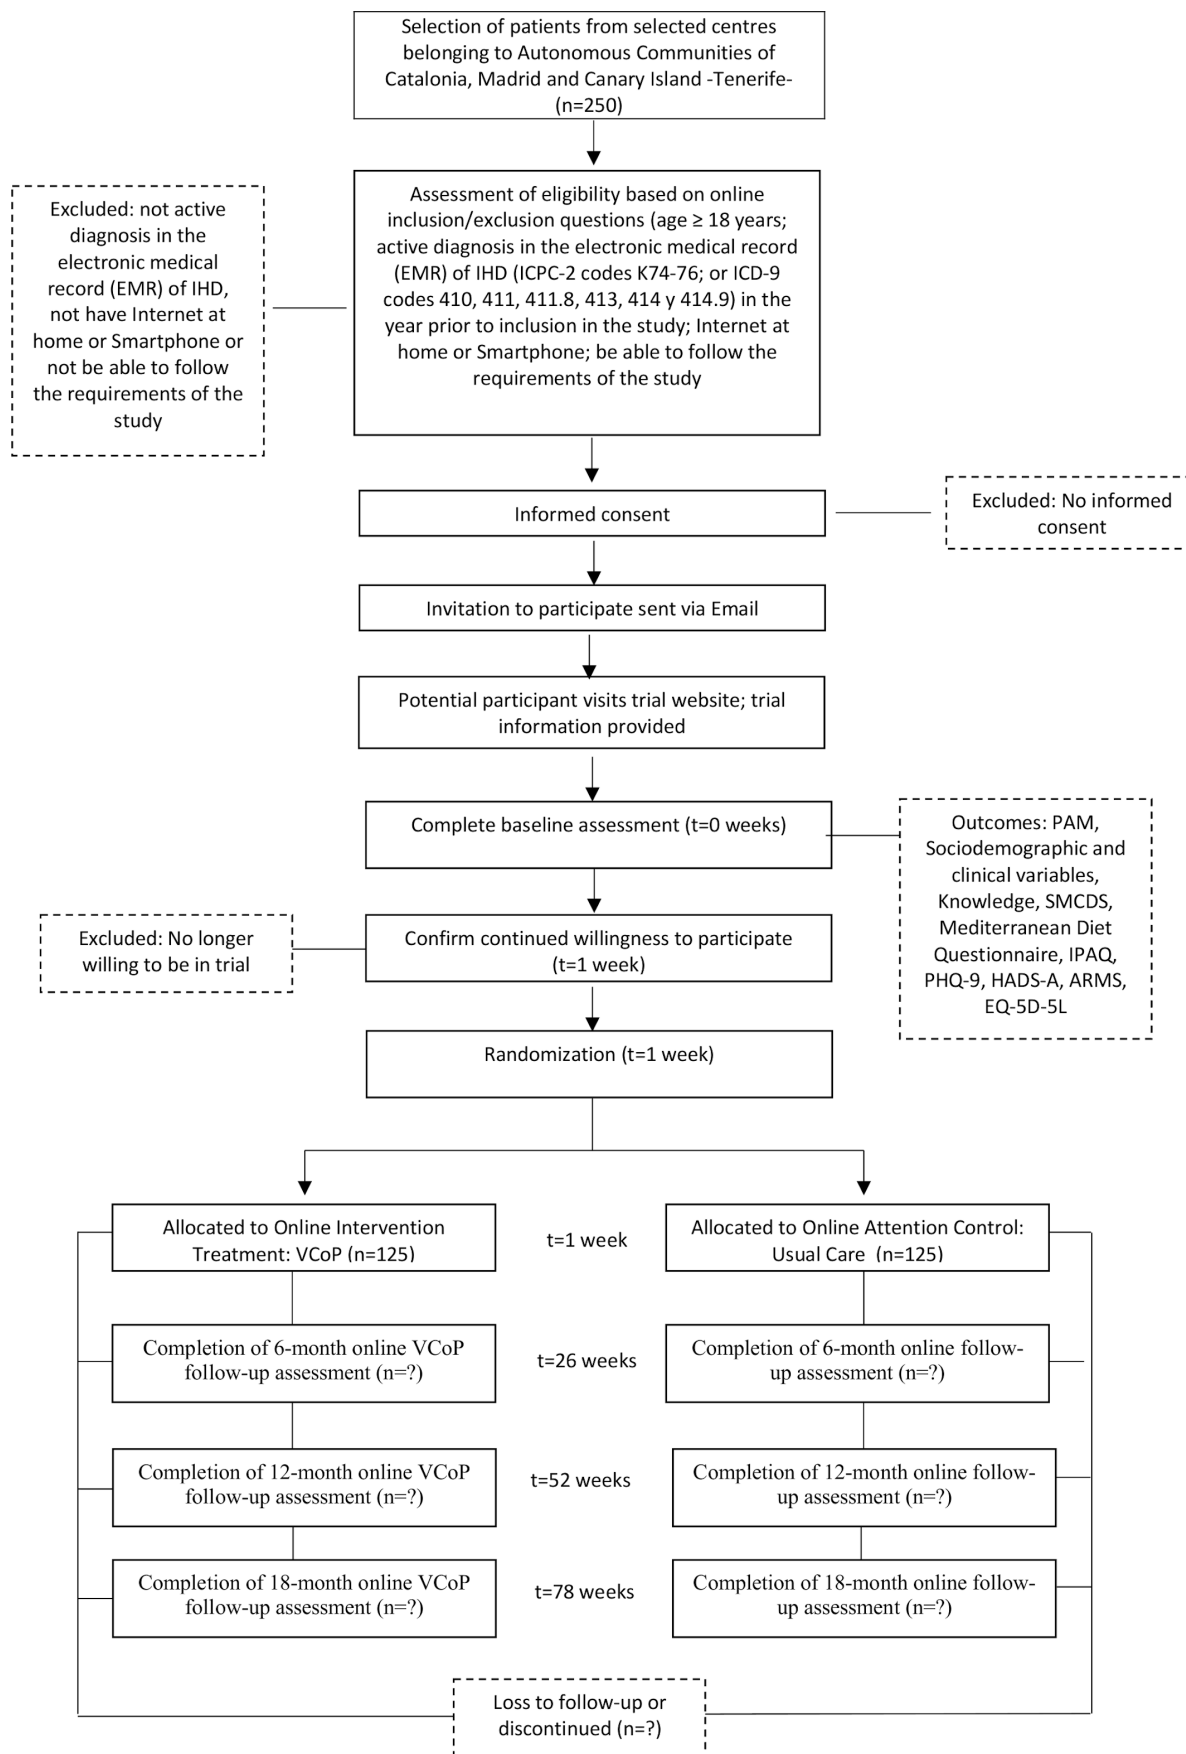 Selection of patients from selected centres
belonging to Autonomous Communities of
Catalonia, Madrid and Canary Island -Tenerife-
(n=250)
Excluded: not active
diagnosis in the
electronic medical
record (EMR) of IHD,
not have Internet at
home or Smartphone or
not be able to follow
the requirements of the
study
Assessment of eligibility based on online
inclusion/exclusion questions (age ≥ 18 years;
active diagnosis in the electronic medical record
(EMR) of IHD (ICPC-2 codes K74-76; or ICD-9
codes 410, 411, 411.8, 413, 414 y 414.9) in the
year prior to inclusion in the study; Internet at
home or Smartphone; be able to follow the
requirements of the study
Informed consent
Excluded: No informed
consent
Invitation to participate sent via Email
Potential participant visits trial website; trial
information provided
Complete baseline assessment (t=0 weeks)
Outcomes: PAM,
Sociodemographic and
clinical variables,
Knowledge, SMCDS,
Mediterranean Diet
Questionnaire, IPAQ,
PHQ-9, HADS-A, ARMS,
EQ-5D-5L
Excluded: No longer
willing to be in trial
Confirm continued willingness to participate
(t=1 week)
Randomization (t=1 week)
Allocated to Online Intervention
Treatment: VCoP (n=125)
t=1 week
Allocated to Online Attention Control:
Usual Care (n=125)
Completion of 6-month online VCoP
follow-up assessment (n=?)
t=26 weeks
Completion of 6-month online follow-
up assessment (n=?)
Completion of 12-month online VCoP
follow-up assessment (n=?)
t=52 weeks
Completion of 12-month online follow-
up assessment (n=?)
Completion of 18-month online VCoP
follow-up assessment (n=?)
t=78 weeks
Completion of 18-month online follow-
up assessment (n=?)
Loss to follow-up or
discontinued (n=?)